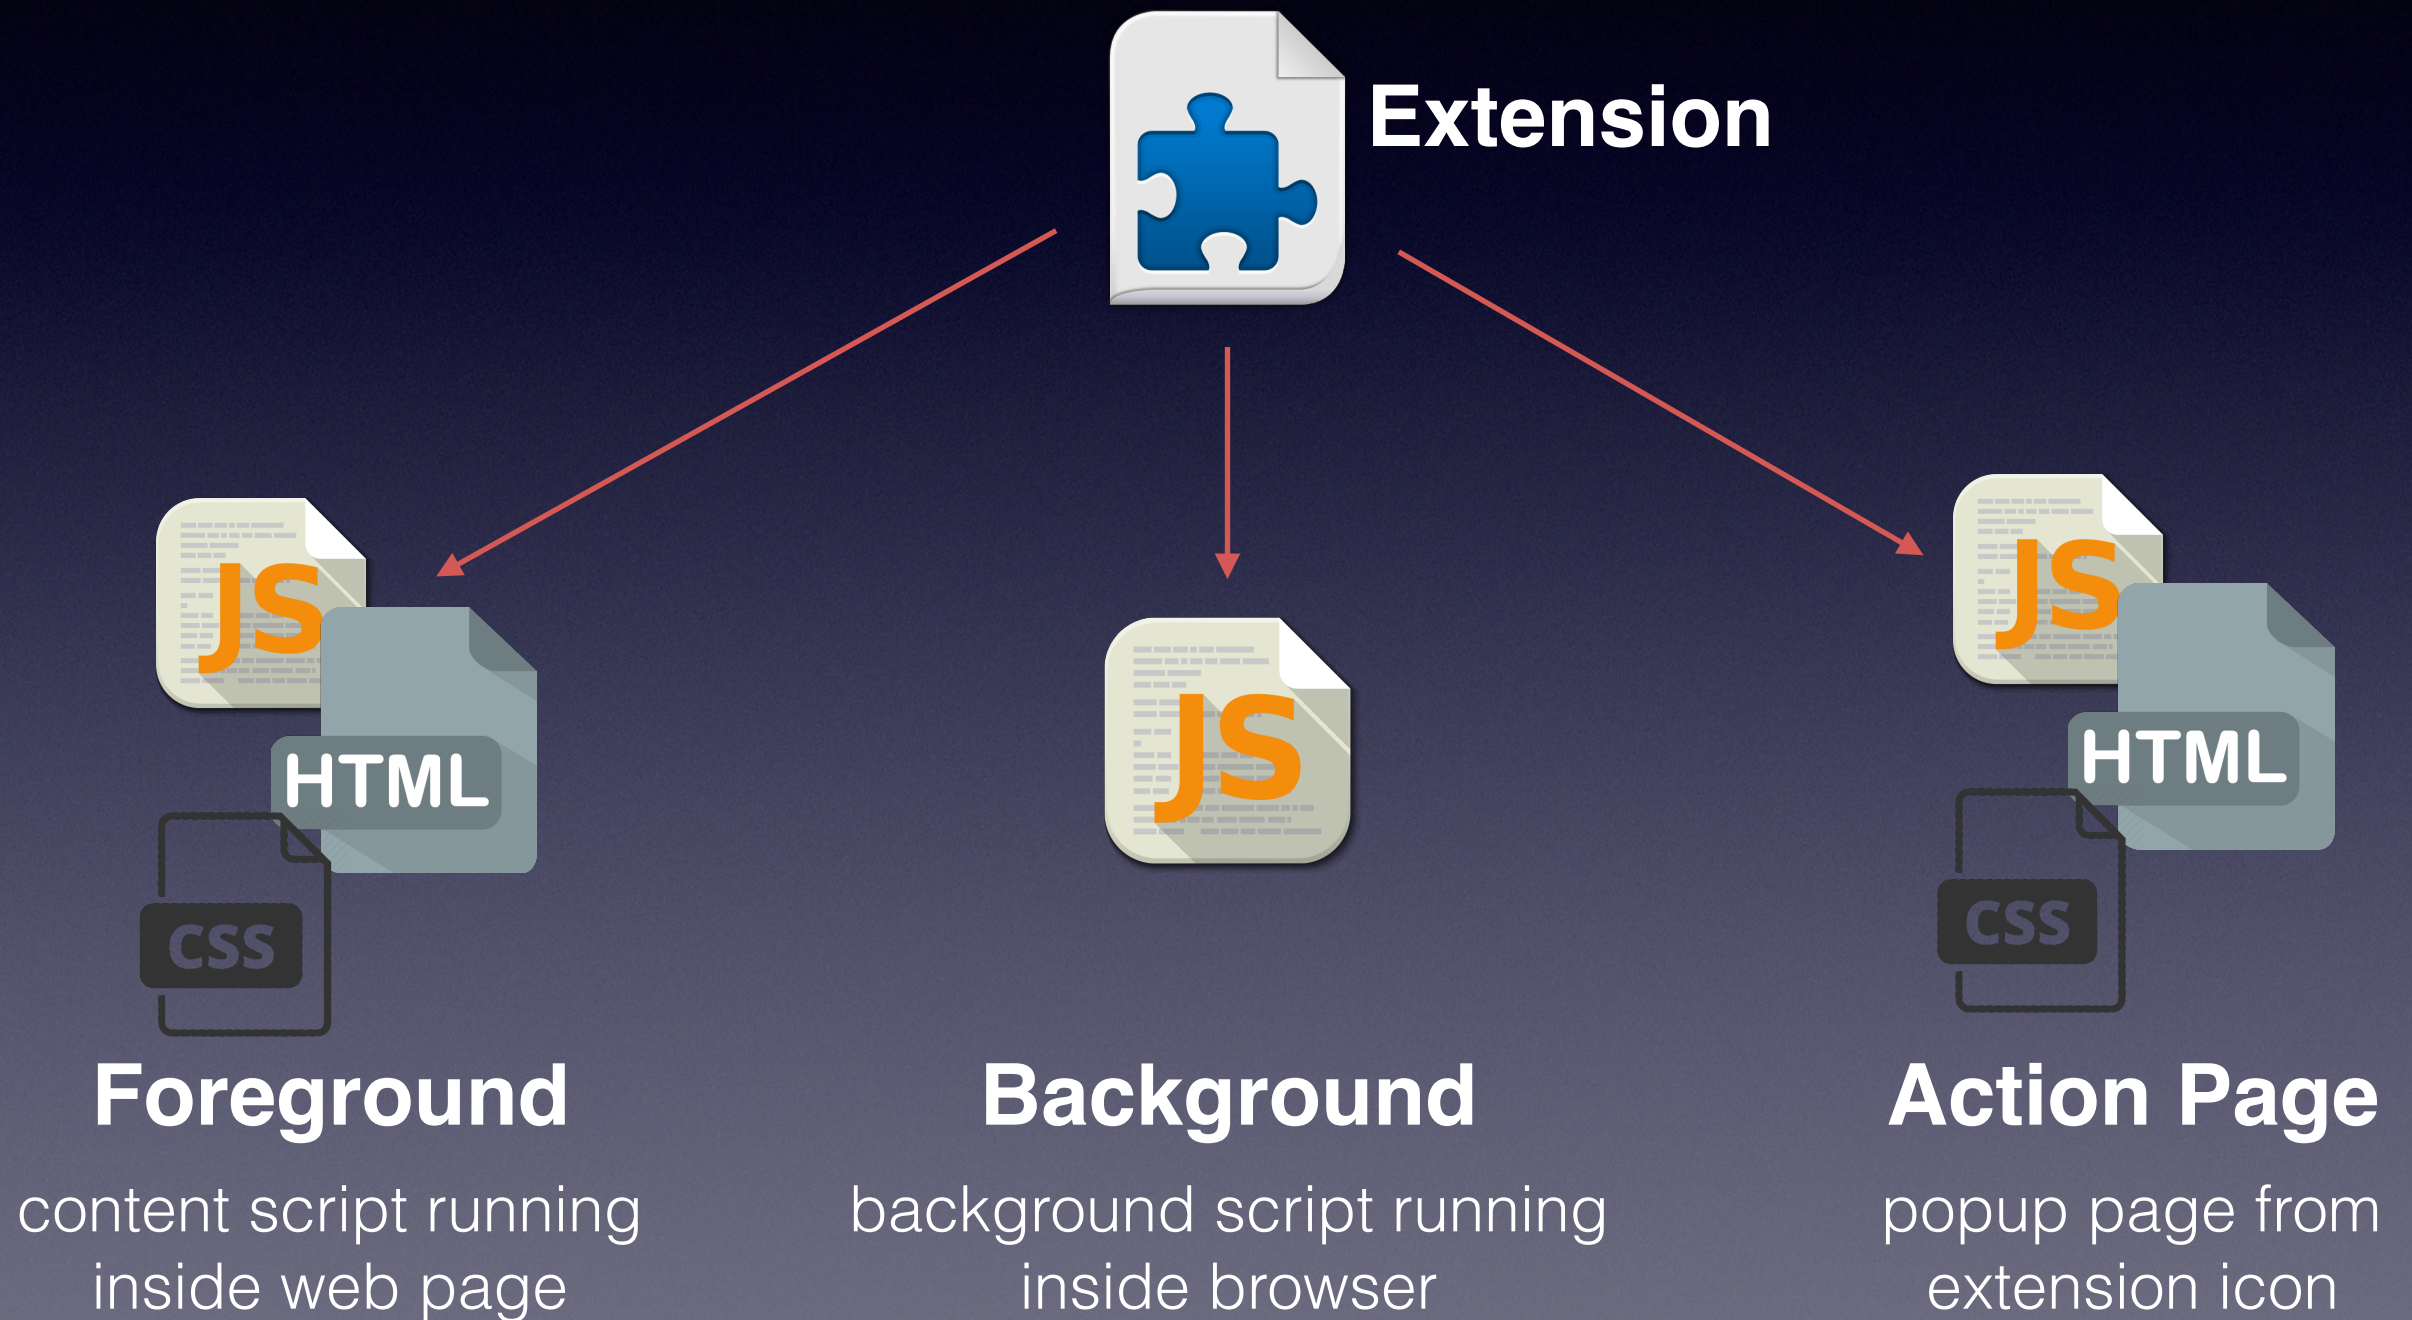 Extension
JS
HTML
CSS
JS
JS
HTML
CSS
Foreground
content script running
inside web page
Background
background script running
inside browser
Action Page
popup page from
extension icon